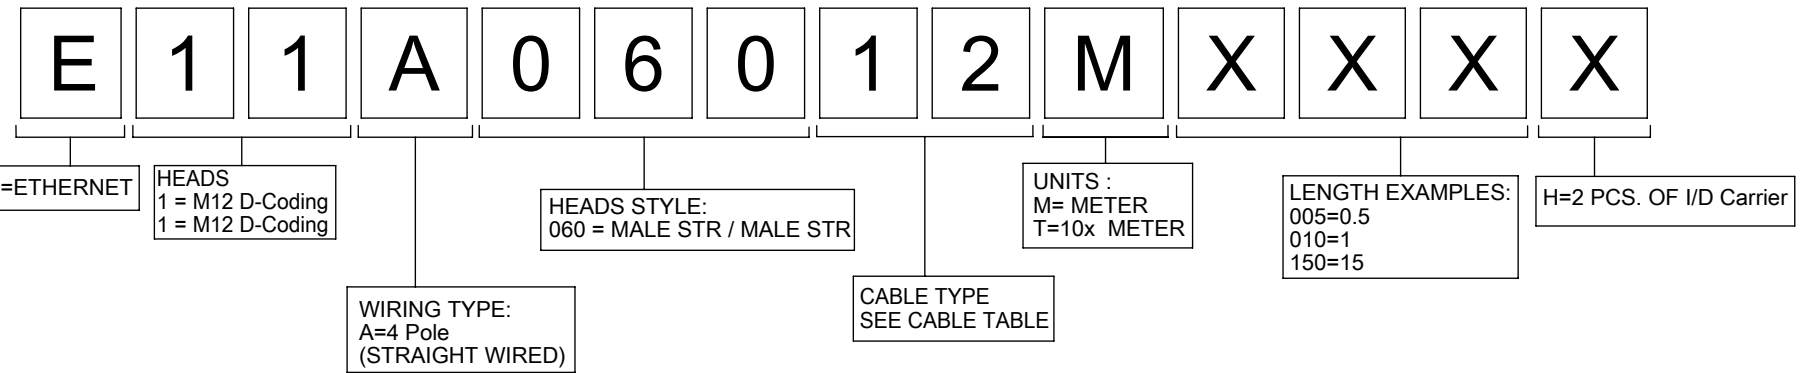 E 1 1 A 0 6 0 1 2 M X X X X
=ETHERNET
HEADS
1 = M12 D-Coding
1 = M12 D-Coding
WIRING TYPE:
A=4 Pole
(STRAIGHT WIRED)
HEADS STYLE:
060 = MALE STR / MALE STR
CABLE TYPE
SEE CABLE TABLE
UNITS :
M= METER
T=10x METER
LENGTH EXAMPLES:
005=0.5
010=1
150=15
H=2 PCS. OF I/D Carrier